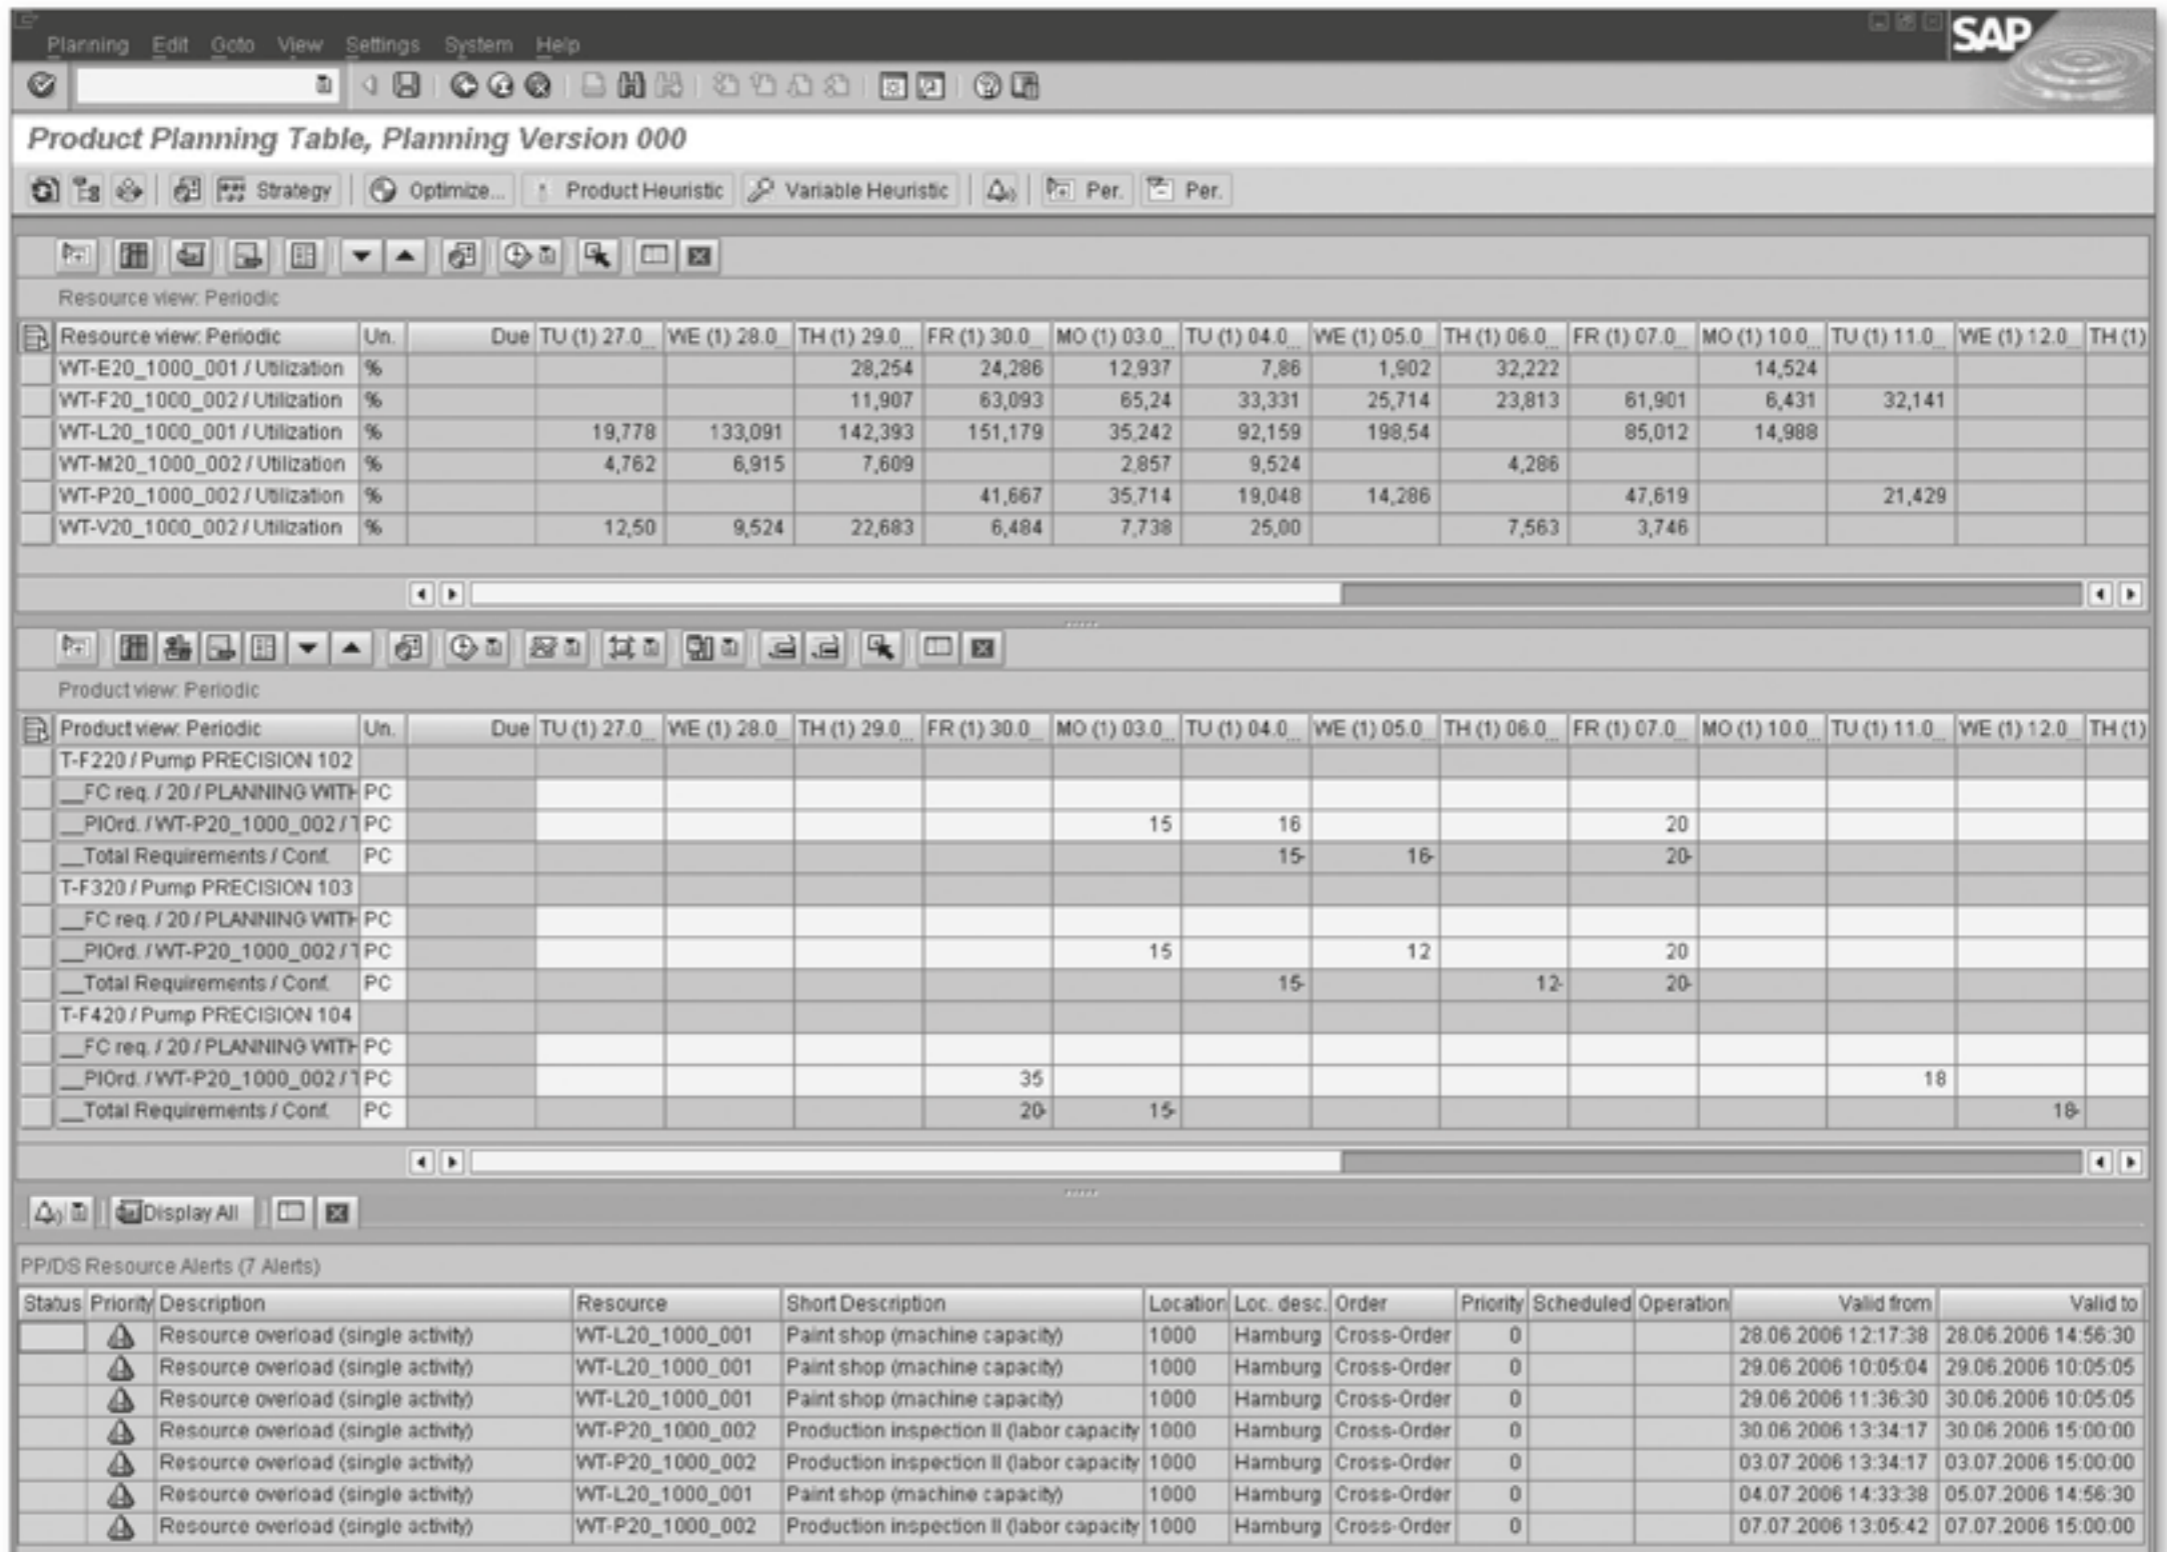 Planning Edit Goto View Settings System Help
SAP
Product Planning Table, Planning Version 000
Strategy Optimize... Product Heuristic Variable Heuristic Per. Per.
Resource view: Periodic
Resource view: Periodic Un. Due TU (1) 27.0... WE (1) 28.0... TH (1) 29.0... FR (1) 30.0... MO (1) 03.0... TU (1) 04.0... WE (1) 05.0... TH (1) 06.0... FR (1) 07.0... MO (1) 10.0... TU (1) 11.0... WE (1) 12.0... TH (1)
WT-E20_1000_001 / Utilization % 28,254 24,286 12,937 7,86 1,902 32,222 14,524
WT-F20_1000_002 / Utilization % 11,907 63,093 65,24 33,331 25,714 23,813 61,901 6,431 32,141
WT-L20_1000_001 / Utilization % 19,778 133,091 142,393 151,179 35,242 92,159 198,54 85,012 14,988
WT-M20_1000_002 / Utilization % 4,762 6,915 7,609 2,857 9,524 4,286
WT-P20_1000_002 / Utilization % 41,667 35,714 19,048 14,286 47,619 21,429
WT-V20_1000_002 / Utilization % 12,50 9,524 22,683 6,484 7,738 25,00 7,563 3,746
Product view: Periodic
Product view: Periodic Un. Due TU (1) 27.0... WE (1) 28.0... TH (1) 29.0... FR (1) 30.0... MO (1) 03.0... TU (1) 04.0... WE (1) 05.0... TH (1) 06.0... FR (1) 07.0... MO (1) 10.0... TU (1) 11.0... WE (1) 12.0... TH (1)
T-F220 / Pump PRECISION 102
__FC req. / 20 / PLANNING WITH PC
__PlOrd. / WT-P20_1000_002 / T PC 15 16 20
__Total Requirements / Conf. PC 15- 16- 20-
T-F320 / Pump PRECISION 103
__FC req. / 20 / PLANNING WITH PC
__PlOrd. / WT-P20_1000_002 / T PC 15 12 20
__Total Requirements / Conf. PC 15- 12- 20-
T-F420 / Pump PRECISION 104
__FC req. / 20 / PLANNING WITH PC
__PlOrd. / WT-P20_1000_002 / T PC 35 18
__Total Requirements / Conf. PC 20- 15- 18-
Display All
PP/DS Resource Alerts (7 Alerts)
Status Priority Description Resource Short Description Location Loc. desc. Order Priority Scheduled Operation Valid from Valid to
Resource overload (single activity) WT-L20_1000_001 Paint shop (machine capacity) 1000 Hamburg Cross-Order 0 28.06.2006 12:17:38 28.06.2006 14:56:30
Resource overload (single activity) WT-L20_1000_001 Paint shop (machine capacity) 1000 Hamburg Cross-Order 0 29.06.2006 10:05:04 29.06.2006 10:05:05
Resource overload (single activity) WT-L20_1000_001 Paint shop (machine capacity) 1000 Hamburg Cross-Order 0 29.06.2006 11:36:30 30.06.2006 10:05:05
Resource overload (single activity) WT-P20_1000_002 Production inspection II (labor capacity 1000 Hamburg Cross-Order 0 30.06.2006 13:34:17 30.06.2006 15:00:00
Resource overload (single activity) WT-P20_1000_002 Production inspection II (labor capacity 1000 Hamburg Cross-Order 0 03.07.2006 13:34:17 03.07.2006 15:00:00
Resource overload (single activity) WT-L20_1000_001 Paint shop (machine capacity) 1000 Hamburg Cross-Order 0 04.07.2006 14:33:38 05.07.2006 14:56:30
Resource overload (single activity) WT-P20_1000_002 Production inspection II (labor capacity 1000 Hamburg Cross-Order 0 07.07.2006 13:05:42 07.07.2006 15:00:00